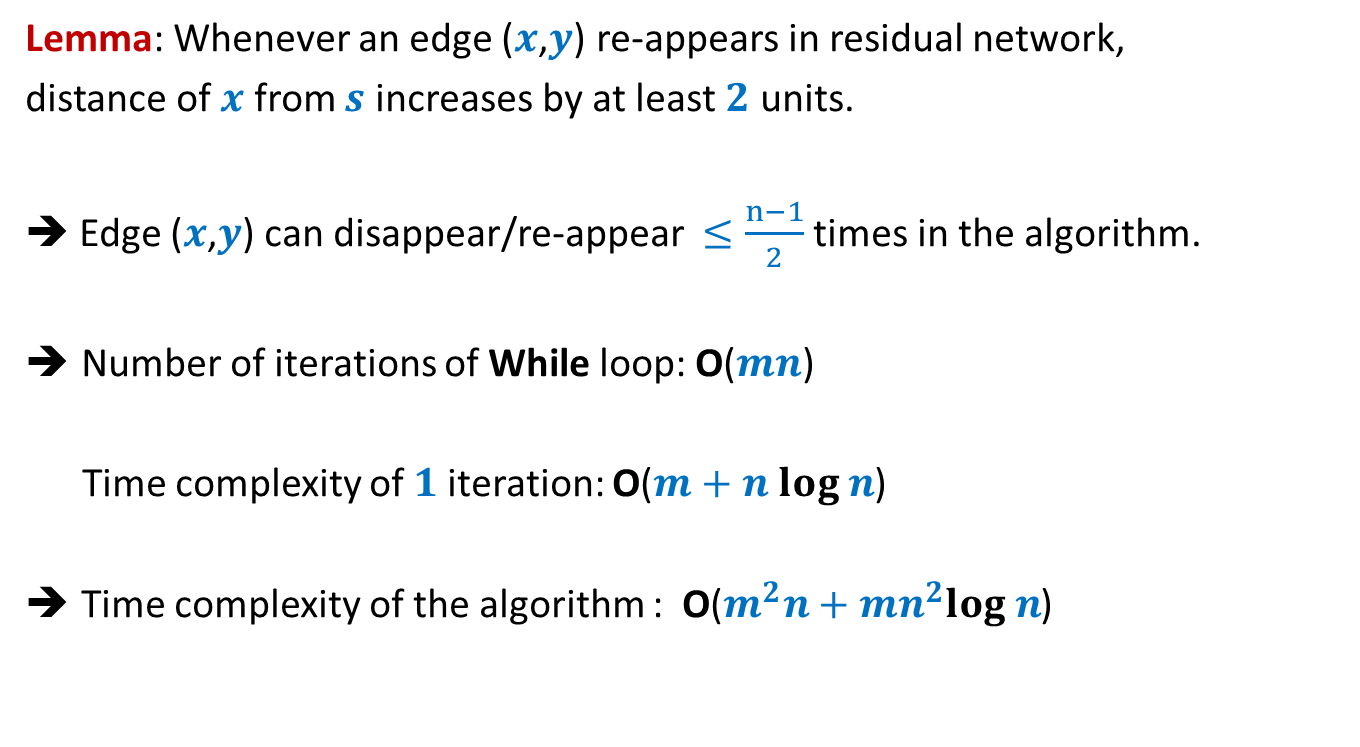 Lemma: Whenever an edge (x,y) re-appears in residual network,
distance of x from s increases by at least 2 units.
➔ Edge (x,y) can disappear/re-appear ≤ n−1/2 times in the algorithm.
➔ Number of iterations of While loop: O(mn)
Time complexity of 1 iteration: O(m + n log n)
➔ Time complexity of the algorithm : O(m²n + mn²log n)